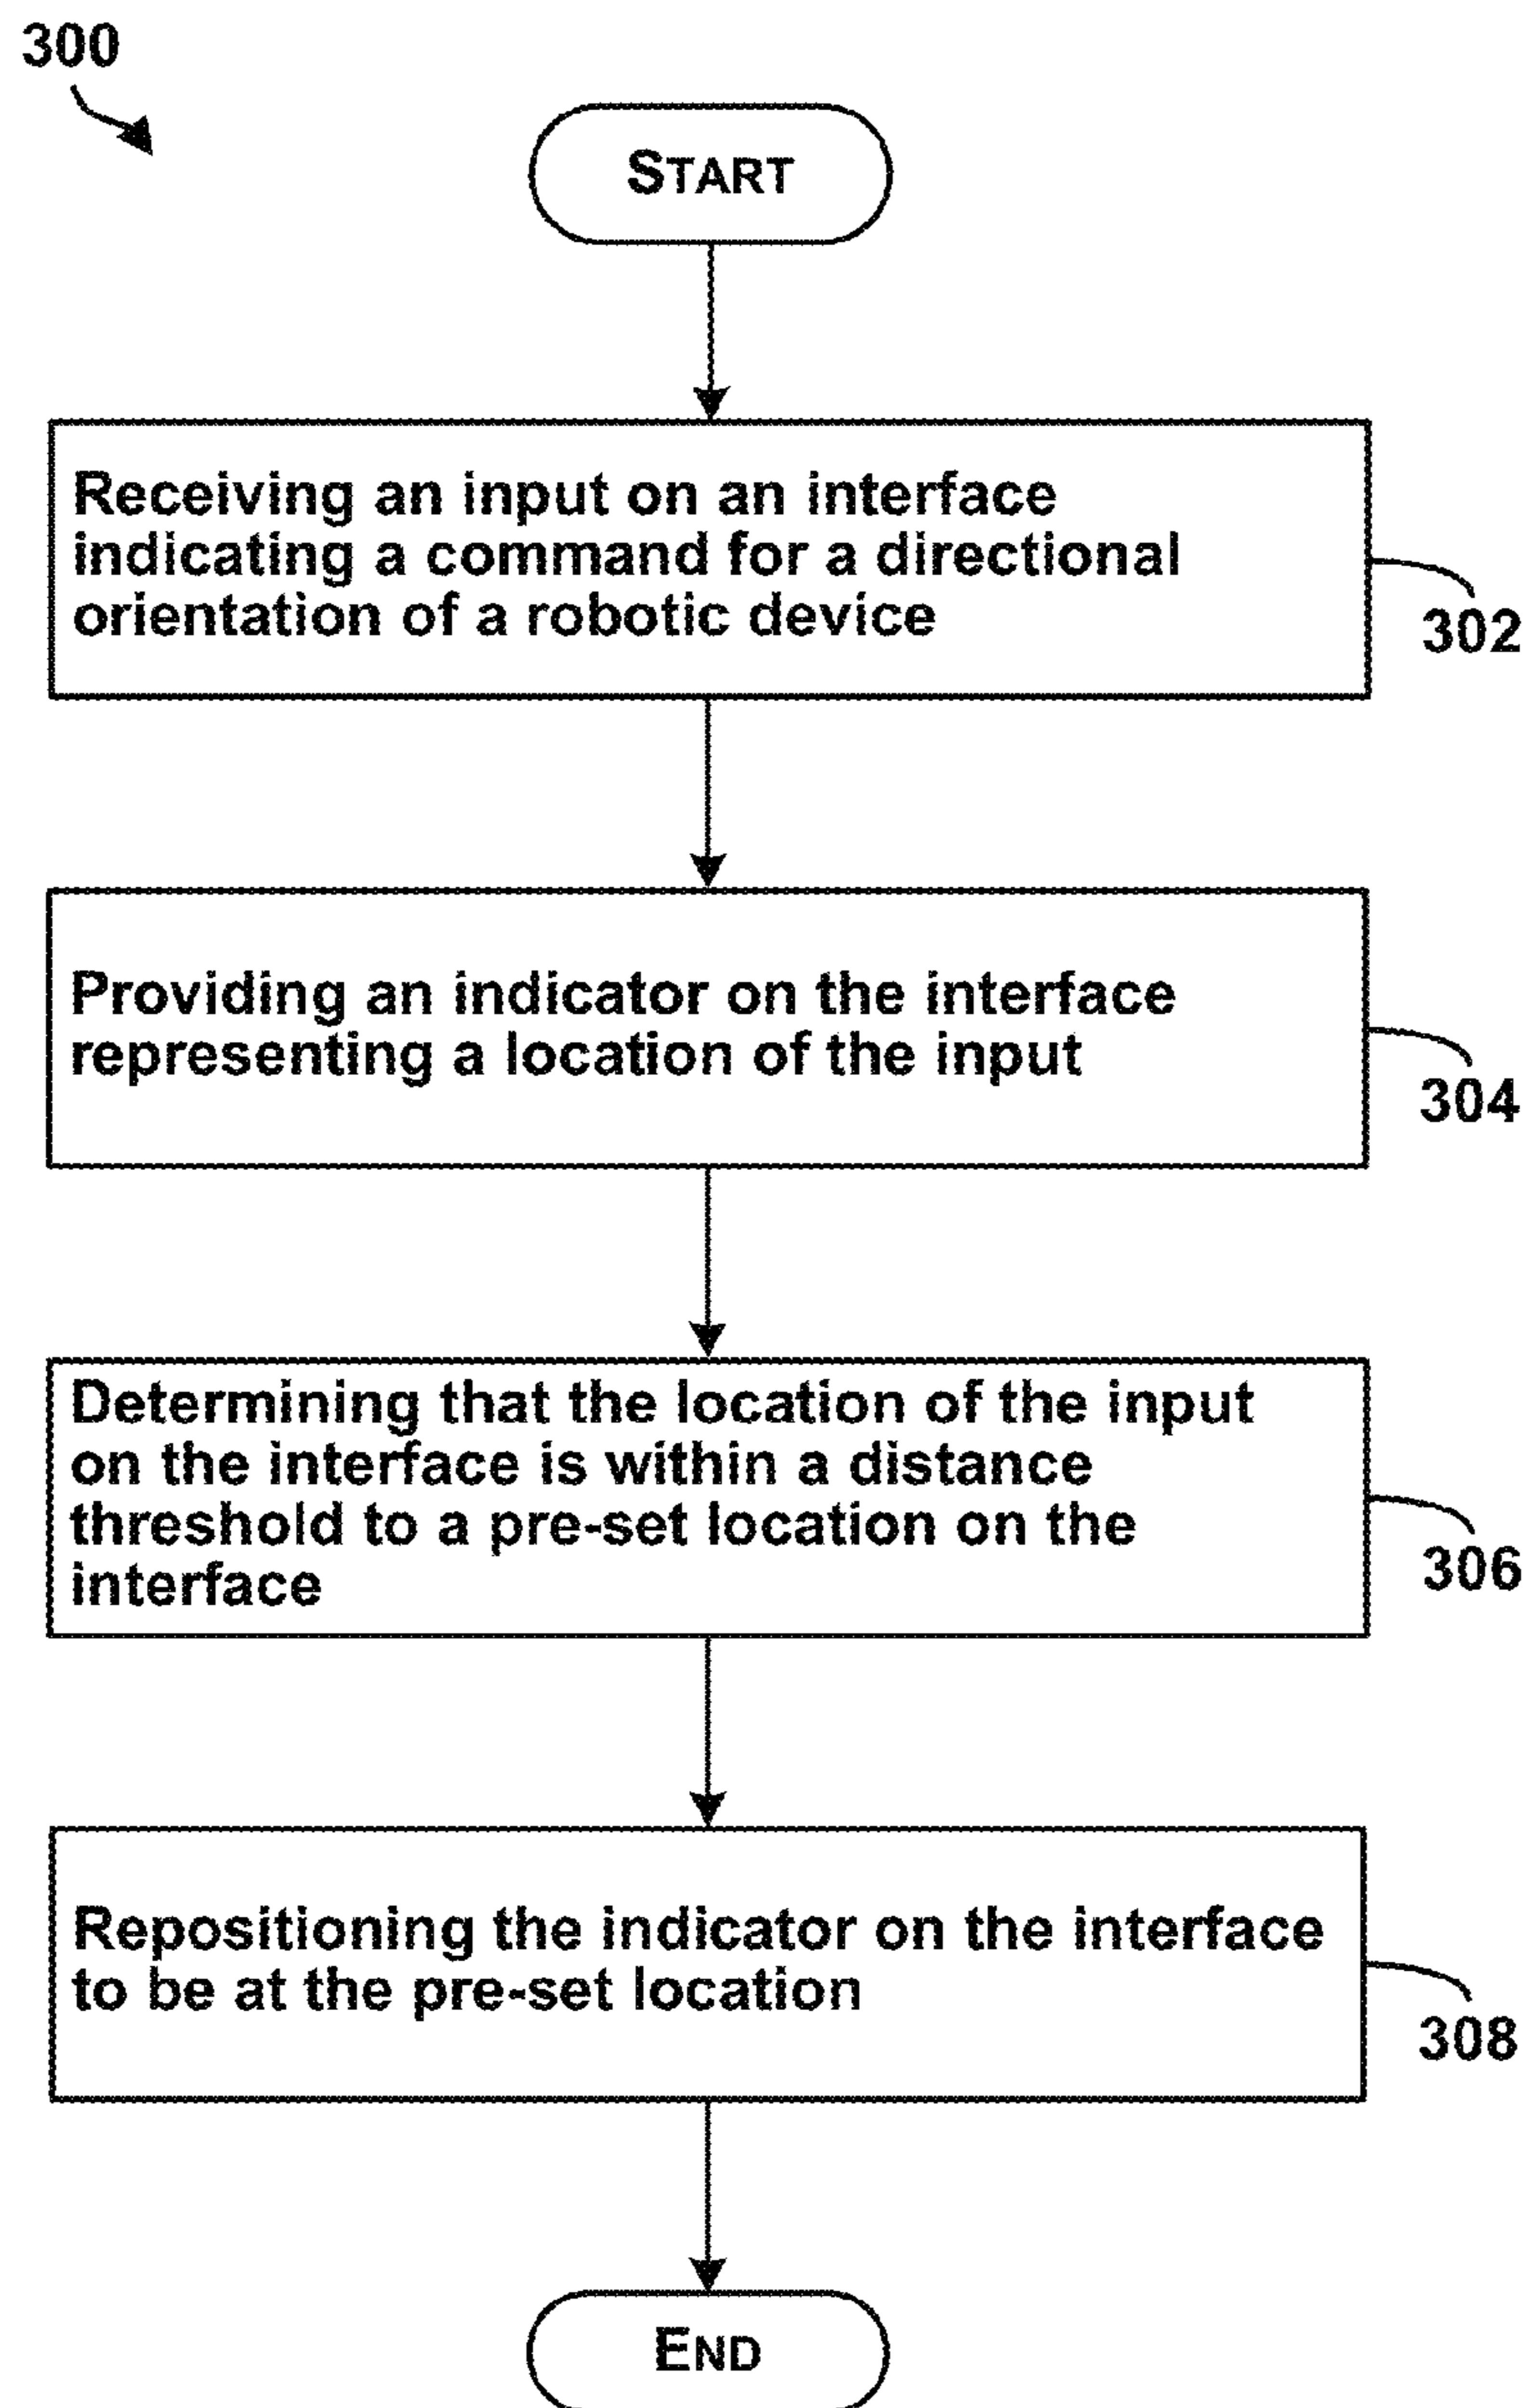 300
START
Receiving an input on an interface
indicating a command for a directional
orientation of a robotic device
302
Providing an indicator on the interface
representing a location of the input
304
Determining that the location of the input
on the interface is within a distance
threshold to a pre-set location on the
interface
306
Repositioning the indicator on the interface
to be at the pre-set location
308
END